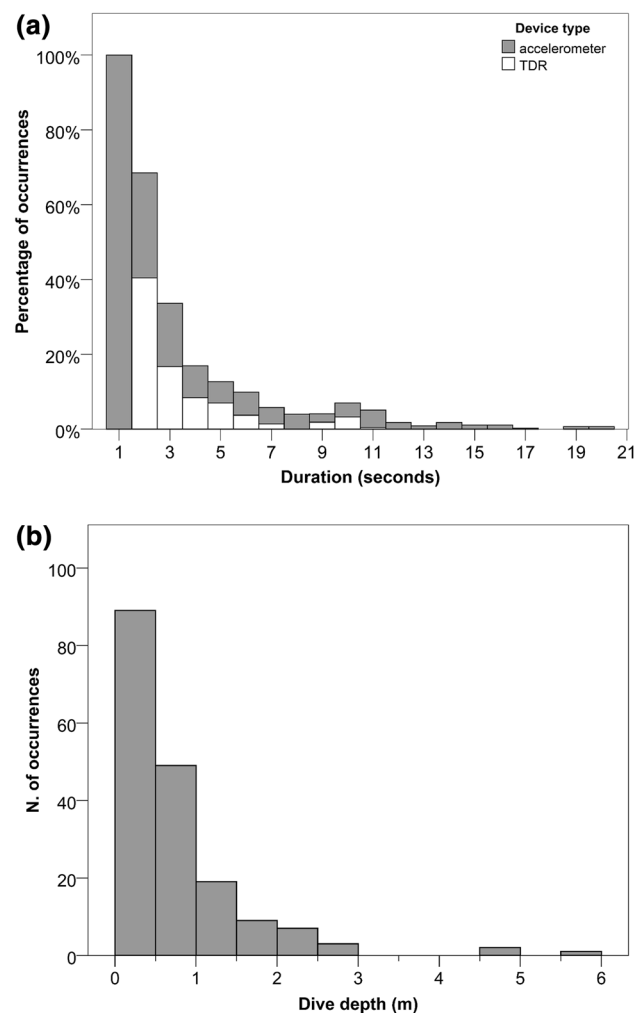 (a)
Device type
accelerometer
TDR
Percentage of occurrences
100%
80%
60%
40%
20%
0%
1 3 5 7 9 11 13 15 17 19 21
Duration (seconds)
(b)
N. of occurrences
100
80
60
40
20
0
0 1 2 3 4 5 6
Dive depth (m)